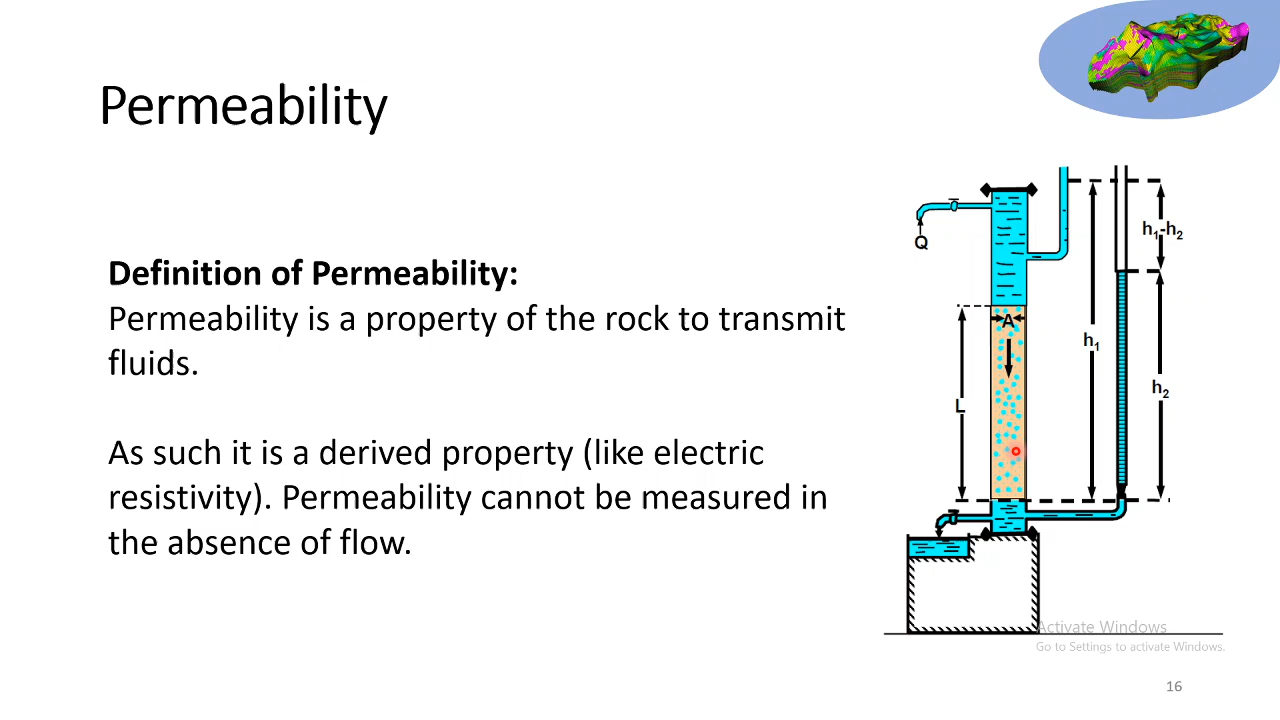 Permeability
Definition of Permeability:
Permeability is a property of the rock to transmit
fluids.
As such it is a derived property (like electric
resistivity). Permeability cannot be measured in
the absence of flow.
Q
A
L
h1
h1-h2
h2
Activate Windows
Go to Settings to activate Windows.
16